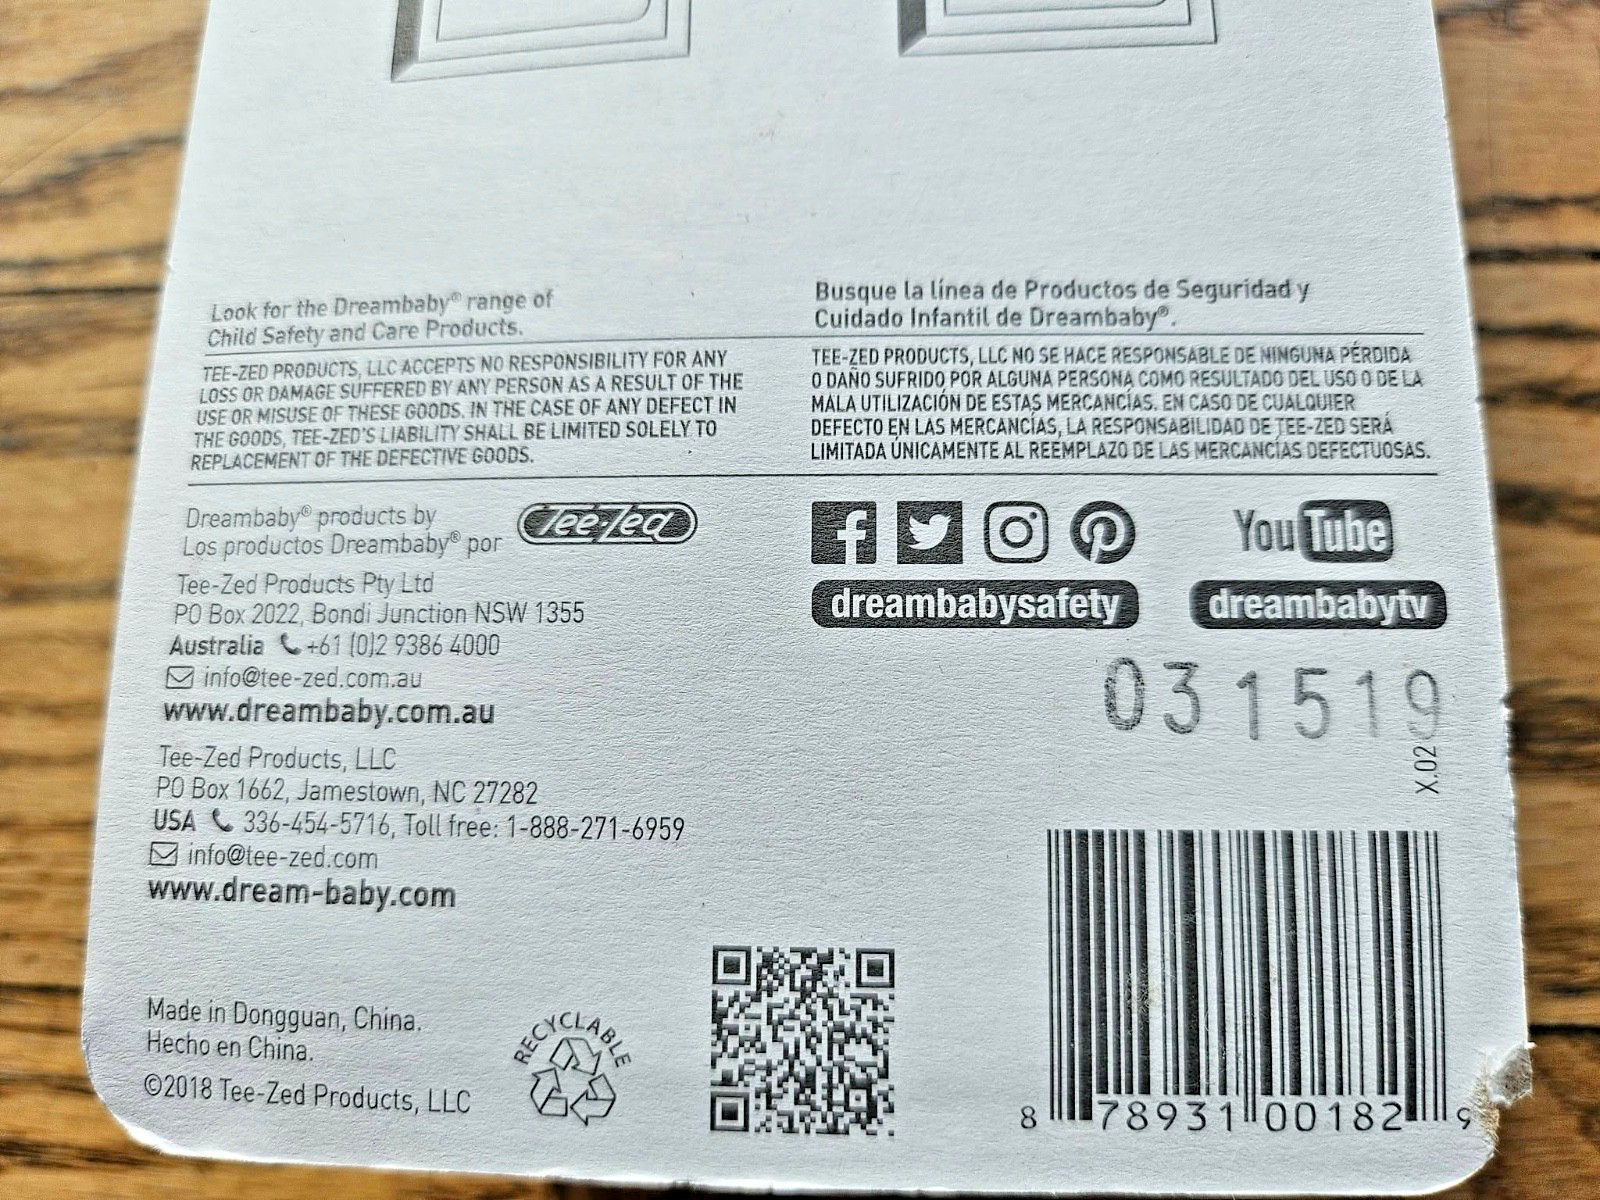 Look for the Dreambaby® range of
Child Safety and Care Products.
TEE-ZED PRODUCTS, LLC ACCEPTS NO RESPONSIBILITY FOR ANY
LOSS OR DAMAGE SUFFERED BY ANY PERSON AS A RESULT OF THE
USE OR MISUSE OF THESE GOODS. IN THE CASE OF ANY DEFECT IN
THE GOODS, TEE-ZED'S LIABILITY SHALL BE LIMITED SOLELY TO
REPLACEMENT OF THE DEFECTIVE GOODS.
Busque la línea de Productos de Seguridad y
Cuidado Infantil de Dreambaby®.
TEE-ZED PRODUCTS, LLC NO SE HACE RESPONSABLE DE NINGUNA PÉRDIDA
O DAÑO SUFRIDO POR ALGUNA PERSONA COMO RESULTADO DEL USO O DE LA
MALA UTILIZACIÓN DE ESTAS MERCANCÍAS. EN CASO DE CUALQUIER
DEFECTO EN LAS MERCANCÍAS, LA RESPONSABILIDAD DE TEE-ZED SERÁ
LIMITADA ÚNICAMENTE AL REEMPLAZO DE LAS MERCANCÍAS DEFECTUOSAS.
Dreambaby® products by
Los productos Dreambaby® por
Tee-Zed
Tee-Zed Products Pty Ltd
PO Box 2022, Bondi Junction NSW 1355
Australia +61 (0)2 9386 4000
info@tee-zed.com.au
www.dreambaby.com.au
Tee-Zed Products, LLC
PO Box 1662, Jamestown, NC 27282
USA 336-454-5716, Toll free: 1-888-271-6959
info@tee-zed.com
www.dream-baby.com
YouTube
dreambabysafety
dreambabytv
031519
X.02
Made in Dongguan, China.
Hecho en China.
©2018 Tee-Zed Products, LLC
RECYCLABLE
8 78931 00182 9